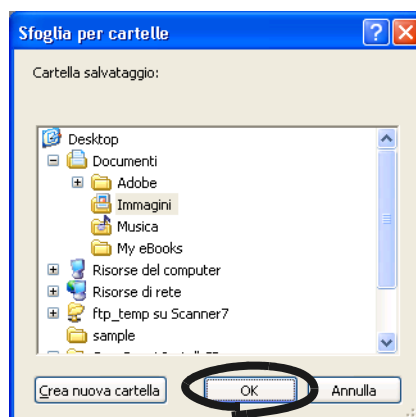 Sfoglia per cartelle
Cartella salvataggio:
Desktop
Documenti
Adobe
Immagini
Musica
My eBooks
Risorse del computer
Risorse di rete
ftp_temp su Scanner7
sample
Crea nuova cartella OK Annulla